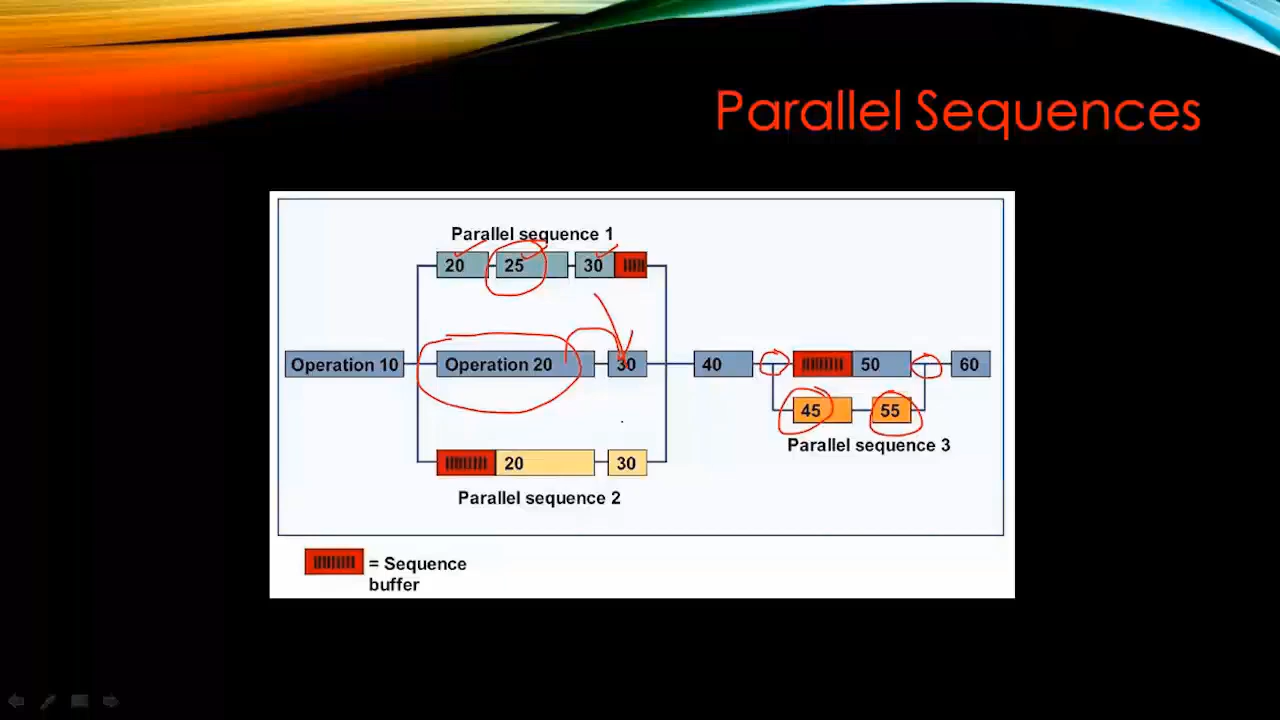 Parallel Sequences
Parallel sequence 1
20 25 30
Operation 10 Operation 20 30 40 50 60
45 55
Parallel sequence 3
20 30
Parallel sequence 2
= Sequence
buffer